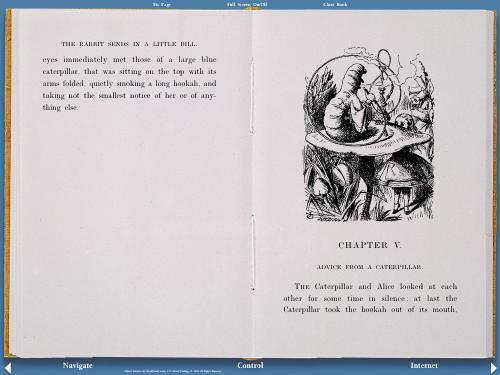 Fit Page
Full Screen On/Off
Close Book
THE RABBIT SENDS IN A LITTLE BILL.
eyes immediately met those of a large blue
caterpillar, that was sitting on the top with its
arms folded, quietly smoking a long hookah, and
taking not the smallest notice of her or of any-
thing else.
CHAPTER V.
ADVICE FROM A CATERPILLAR.
THE Caterpillar and Alice looked at each
other for some time in silence: at last the
Caterpillar took the hookah out of its mouth,
Navigate
Control
Internet